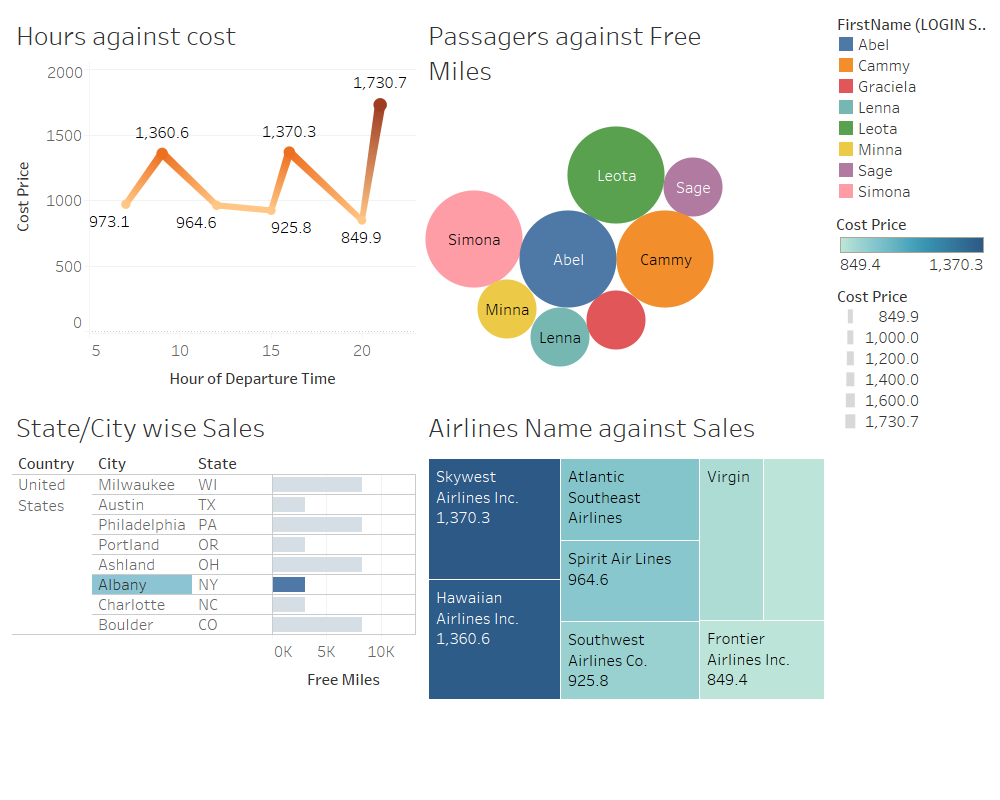 Hours against cost
2000
1500
1000
500
0
Cost Price
1,730.7
1,360.6
1,370.3
973.1
964.6
925.8
849.9
5
10
15
20
Hour of Departure Time
Passagers against Free
Miles
Leota
Sage
Simona
Abel
Cammy
Minna
Lenna
FirstName (LOGIN S..
Abel
Cammy
Graciela
Lenna
Leota
Minna
Sage
Simona
Cost Price
849.4 1,370.3
Cost Price
849.9
1,000.0
1,200.0
1,400.0
1,600.0
1,730.7
State/City wise Sales
Country City State
United Milwaukee WI
States Austin TX
Philadelphia PA
Portland OR
Ashland OH
Albany NY
Charlotte NC
Boulder CO
0K 5K 10K
Free Miles
Airlines Name against Sales
Skywest
Airlines Inc.
1,370.3
Hawaiian
Airlines Inc.
1,360.6
Atlantic
Southeast
Airlines
Spirit Air Lines
964.6
Southwest
Airlines Co.
925.8
Virgin
Frontier
Airlines Inc.
849.4